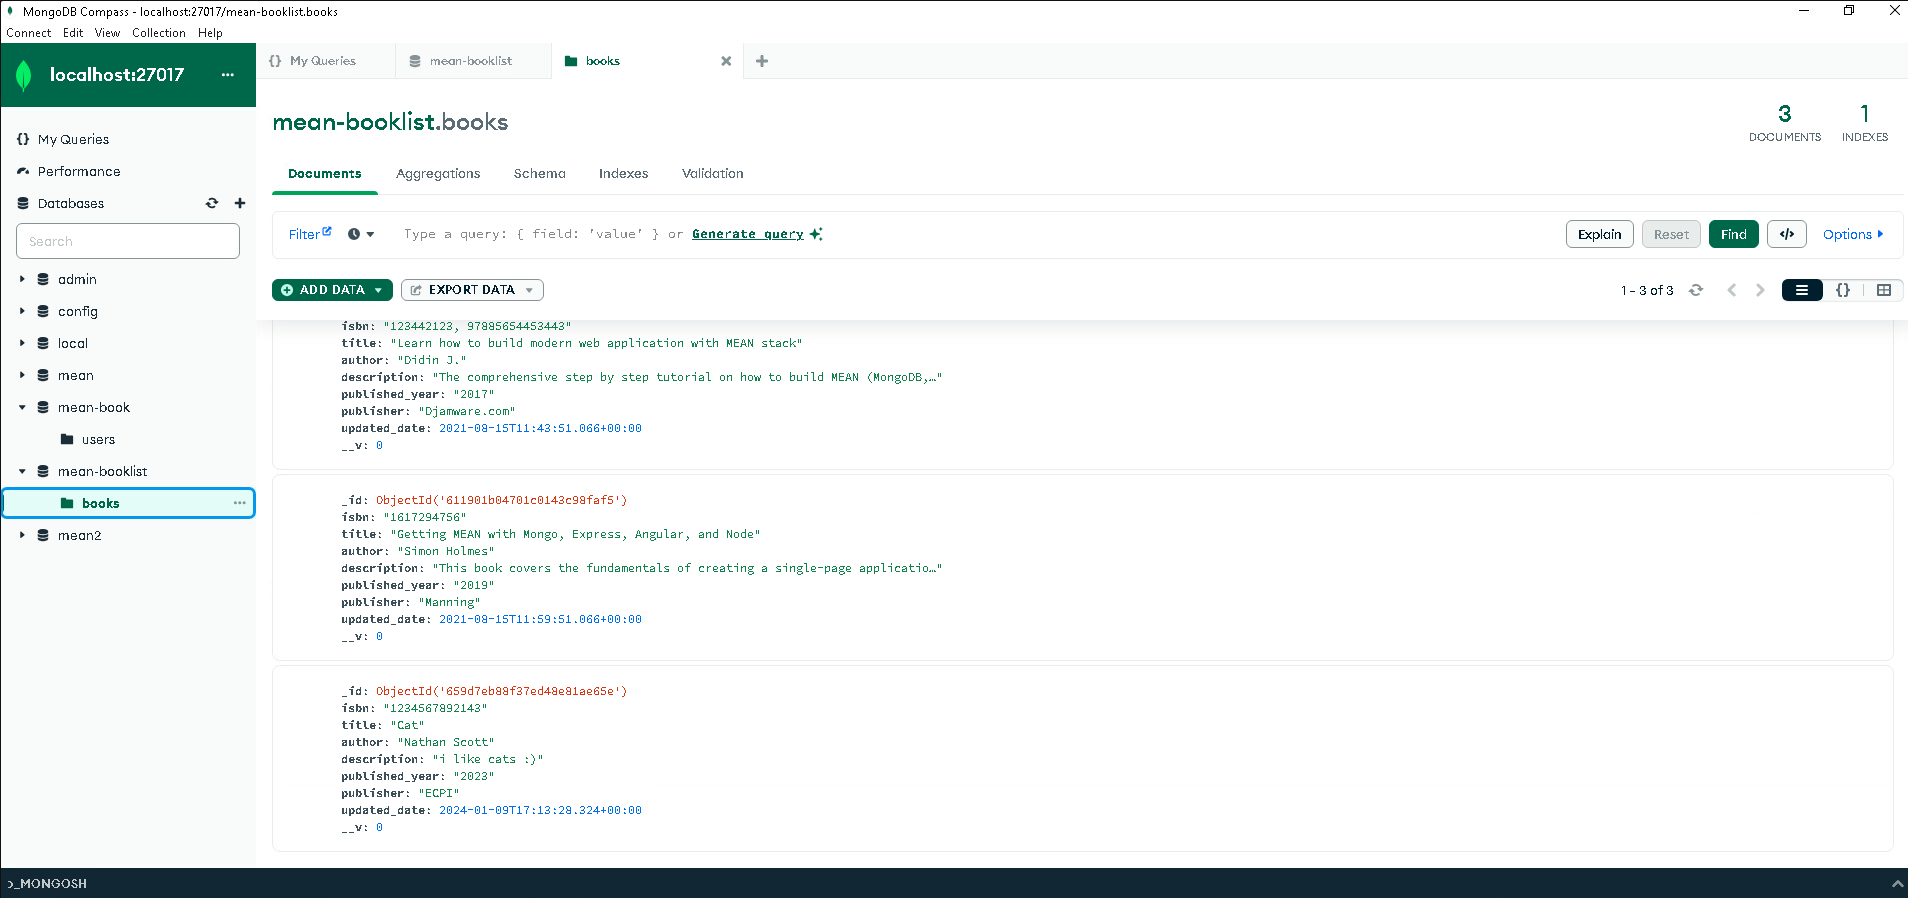 MongoDB Compass - localhost:27017/mean-booklist.books
Connect Edit View Collection Help
localhost:27017 ...
{} My Queries
mean-booklist
books
mean-booklist.books
3
DOCUMENTS
1
INDEXES
{} My Queries
Performance
Databases
Search
admin
config
local
mean
mean-book
users
mean-booklist
books ...
mean2
Documents Aggregations Schema Indexes Validation
Filter Type a query: { field: 'value' } or Generate query Explain Reset Find </> Options
ADD DATA EXPORT DATA 1 - 3 of 3 {}
isbn: "123442123, 97885654453443"
title: "Learn how to build modern web application with MEAN stack"
author: "Didin J."
description: "The comprehensive step by step tutorial on how to build MEAN (MongoDB,…"
published_year: "2017"
publisher: "Djamware.com"
updated_date: 2021-08-15T11:43:51.066+00:00
__v: 0
_id: ObjectId('611901b04701c0143c98faf5')
isbn: "1617294756"
title: "Getting MEAN with Mongo, Express, Angular, and Node"
author: "Simon Holmes"
description: "This book covers the fundamentals of creating a single-page applicatio…"
published_year: "2019"
publisher: "Manning"
updated_date: 2021-08-15T11:59:51.066+00:00
__v: 0
_id: ObjectId('659d7eb88f37ed48e81ae65e')
isbn: "1234567892143"
title: "Cat"
author: "Nathan Scott"
description: "i like cats :)"
published_year: "2023"
publisher: "ECPI"
updated_date: 2024-01-09T17:13:28.324+00:00
__v: 0
>_MONGOSH